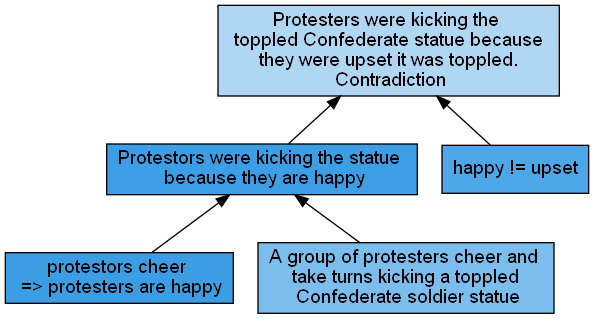 Protesters were kicking the
toppled Confederate statue because
they were upset it was toppled.
Contradiction
Protestors were kicking the statue
because they are happy
happy != upset
protestors cheer
=> protesters are happy
A group of protesters cheer and
take turns kicking a toppled
Confederate soldier statue